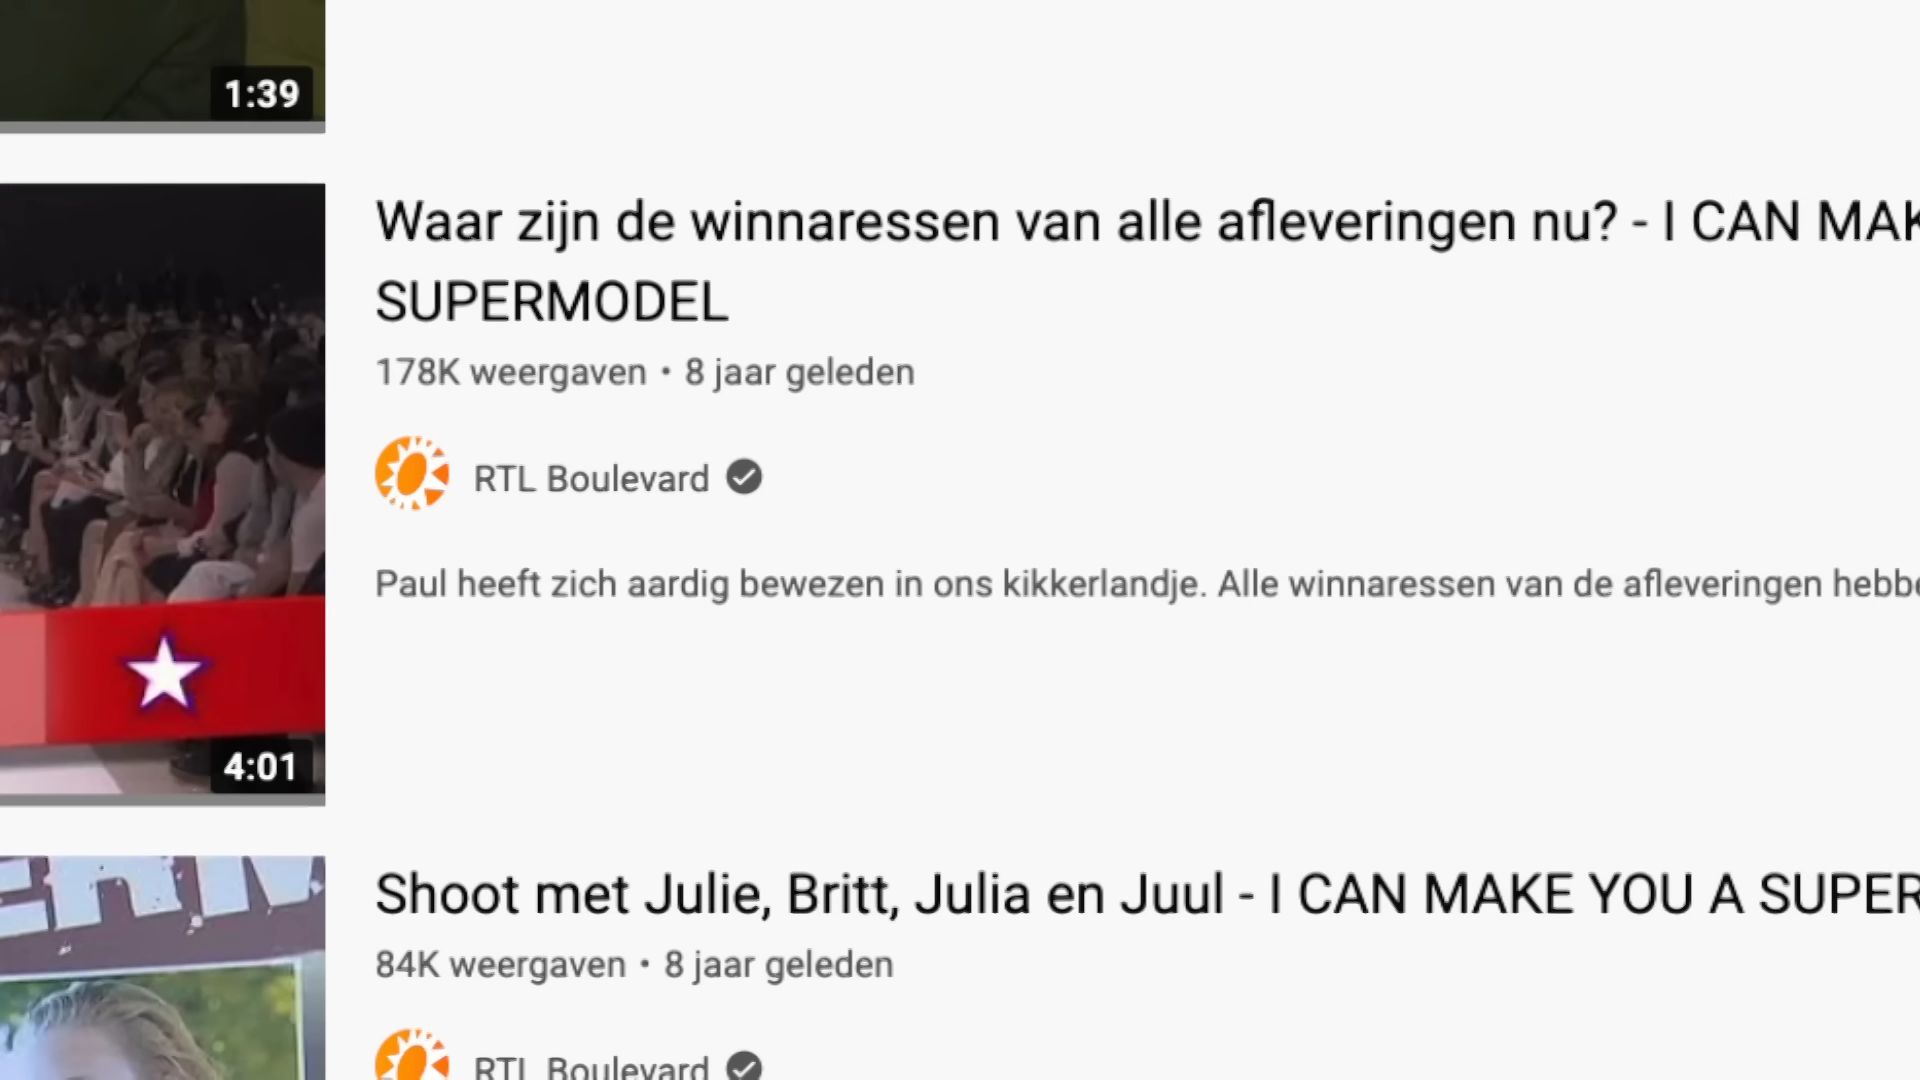 1:39
Waar zijn de winnaressen van alle afleveringen nu? - I CAN MAK
SUPERMODEL
178K weergaven • 8 jaar geleden
RTL Boulevard
Paul heeft zich aardig bewezen in ons kikkerlandje. Alle winnaressen van de afleveringen hebbe
4:01
Shoot met Julie, Britt, Julia en Juul - I CAN MAKE YOU A SUPER
84K weergaven • 8 jaar geleden
RTL Boulevard